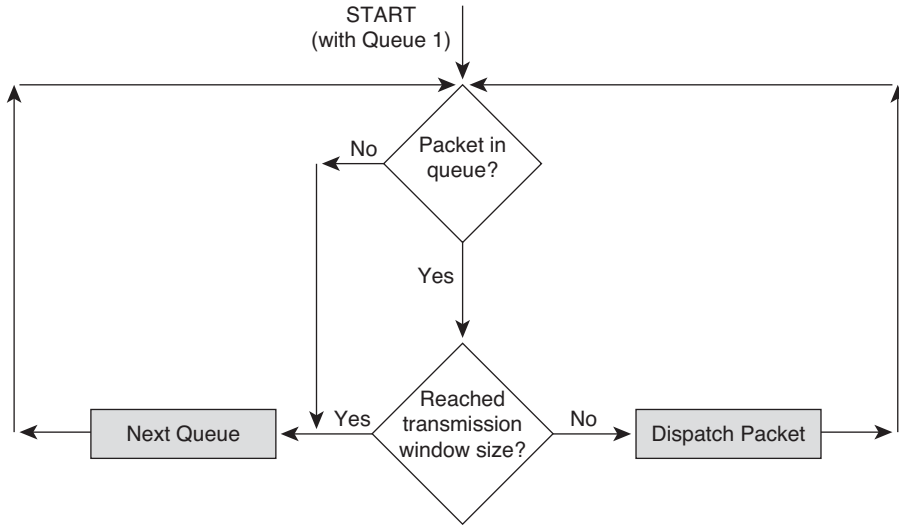 START
(with Queue 1)
Packet in
queue?
No
Yes
Reached
transmission
window size?
Yes
No
Next Queue
Dispatch Packet